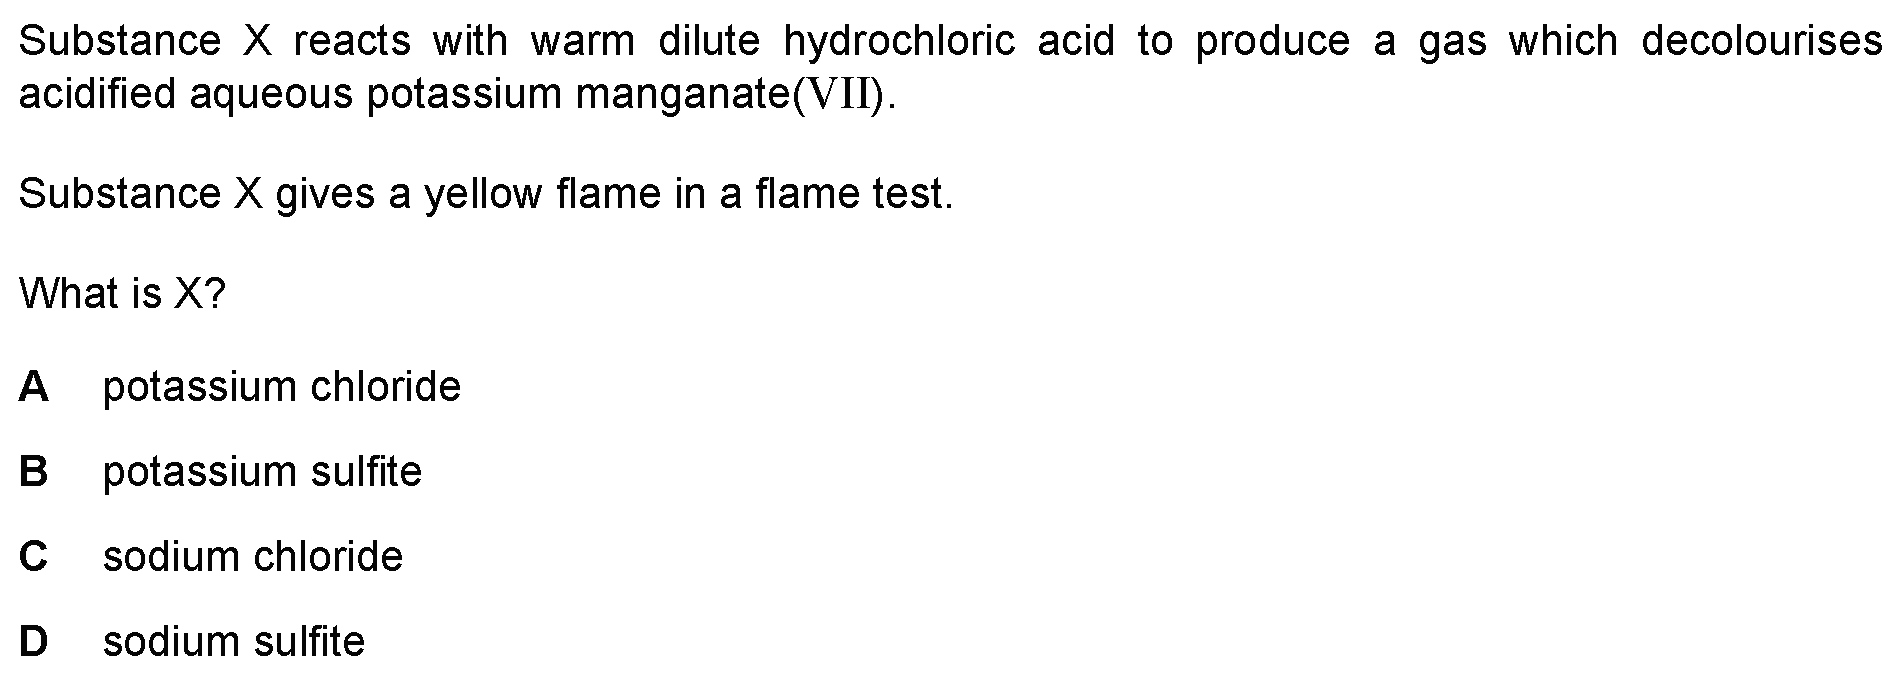 Substance X reacts with warm dilute hydrochloric acid to produce a gas which decolourises
acidified aqueous potassium manganate(VII).
Substance X gives a yellow flame in a flame test.
What is X?
A potassium chloride
B potassium sulfite
C sodium chloride
D sodium sulfite